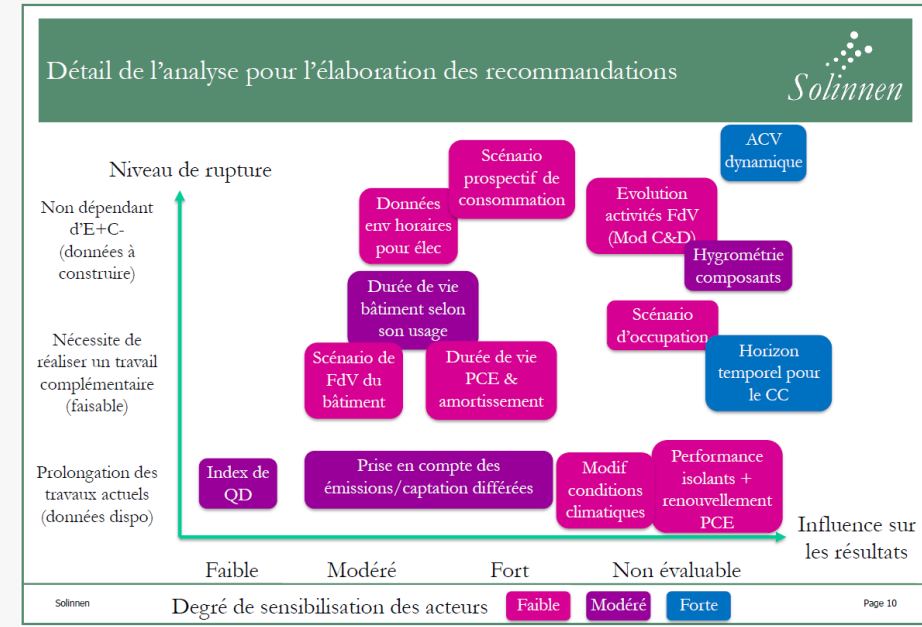 Détail de l'analyse pour l'élaboration des recommandations
Solinnen
Niveau de rupture
Non dépendant
d'E+C-
(données à
construire)
Nécessite de
réaliser un travail
complémentaire
(faisable)
Prolongation des
travaux actuels
(données dispo)
ACV
dynamique
Scénario
prospectif de
consommation
Données
env horaires
pour élec
Evolution
activités FdV
(Mod C&D)
Hygrométrie
composants
Durée de vie
bâtiment selon
son usage
Scénario
d'occupation
Scénario de
FdV du
bâtiment
Durée de vie
PCE &
amortissement
Horizon
temporel pour
le CC
Index de
QD
Prise en compte des
émissions/captation différées
Modif
conditions
climatiques
Performance
isolants +
renouvellement
PCE
Influence sur
les résultats
Faible Modéré Fort Non évaluable
Solinnen
Degré de sensibilisation des acteurs Faible Modéré Forte
Page 10